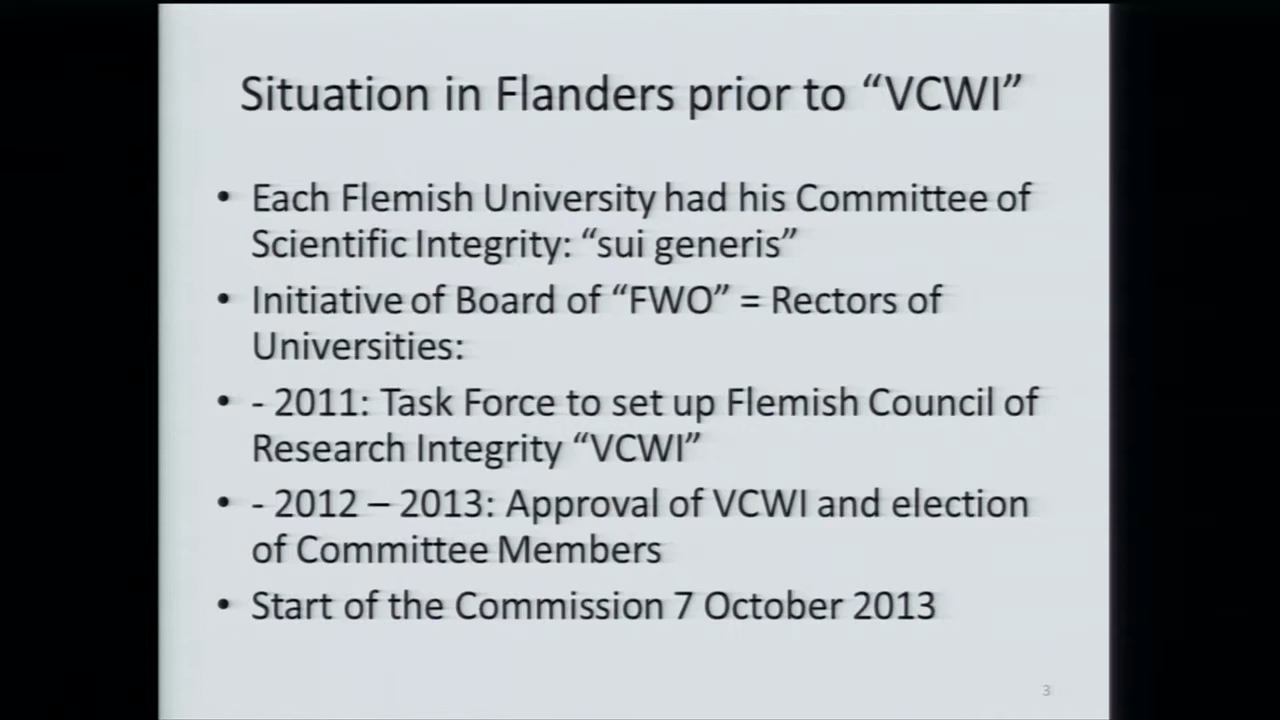 Situation in Flanders prior to “VCWI”
• Each Flemish University had his Committee of
Scientific Integrity: “sui generis”
• Initiative of Board of “FWO” = Rectors of
Universities:
• - 2011: Task Force to set up Flemish Council of
Research Integrity “VCWI”
• - 2012 – 2013: Approval of VCWI and election
of Committee Members
• Start of the Commission 7 October 2013
3